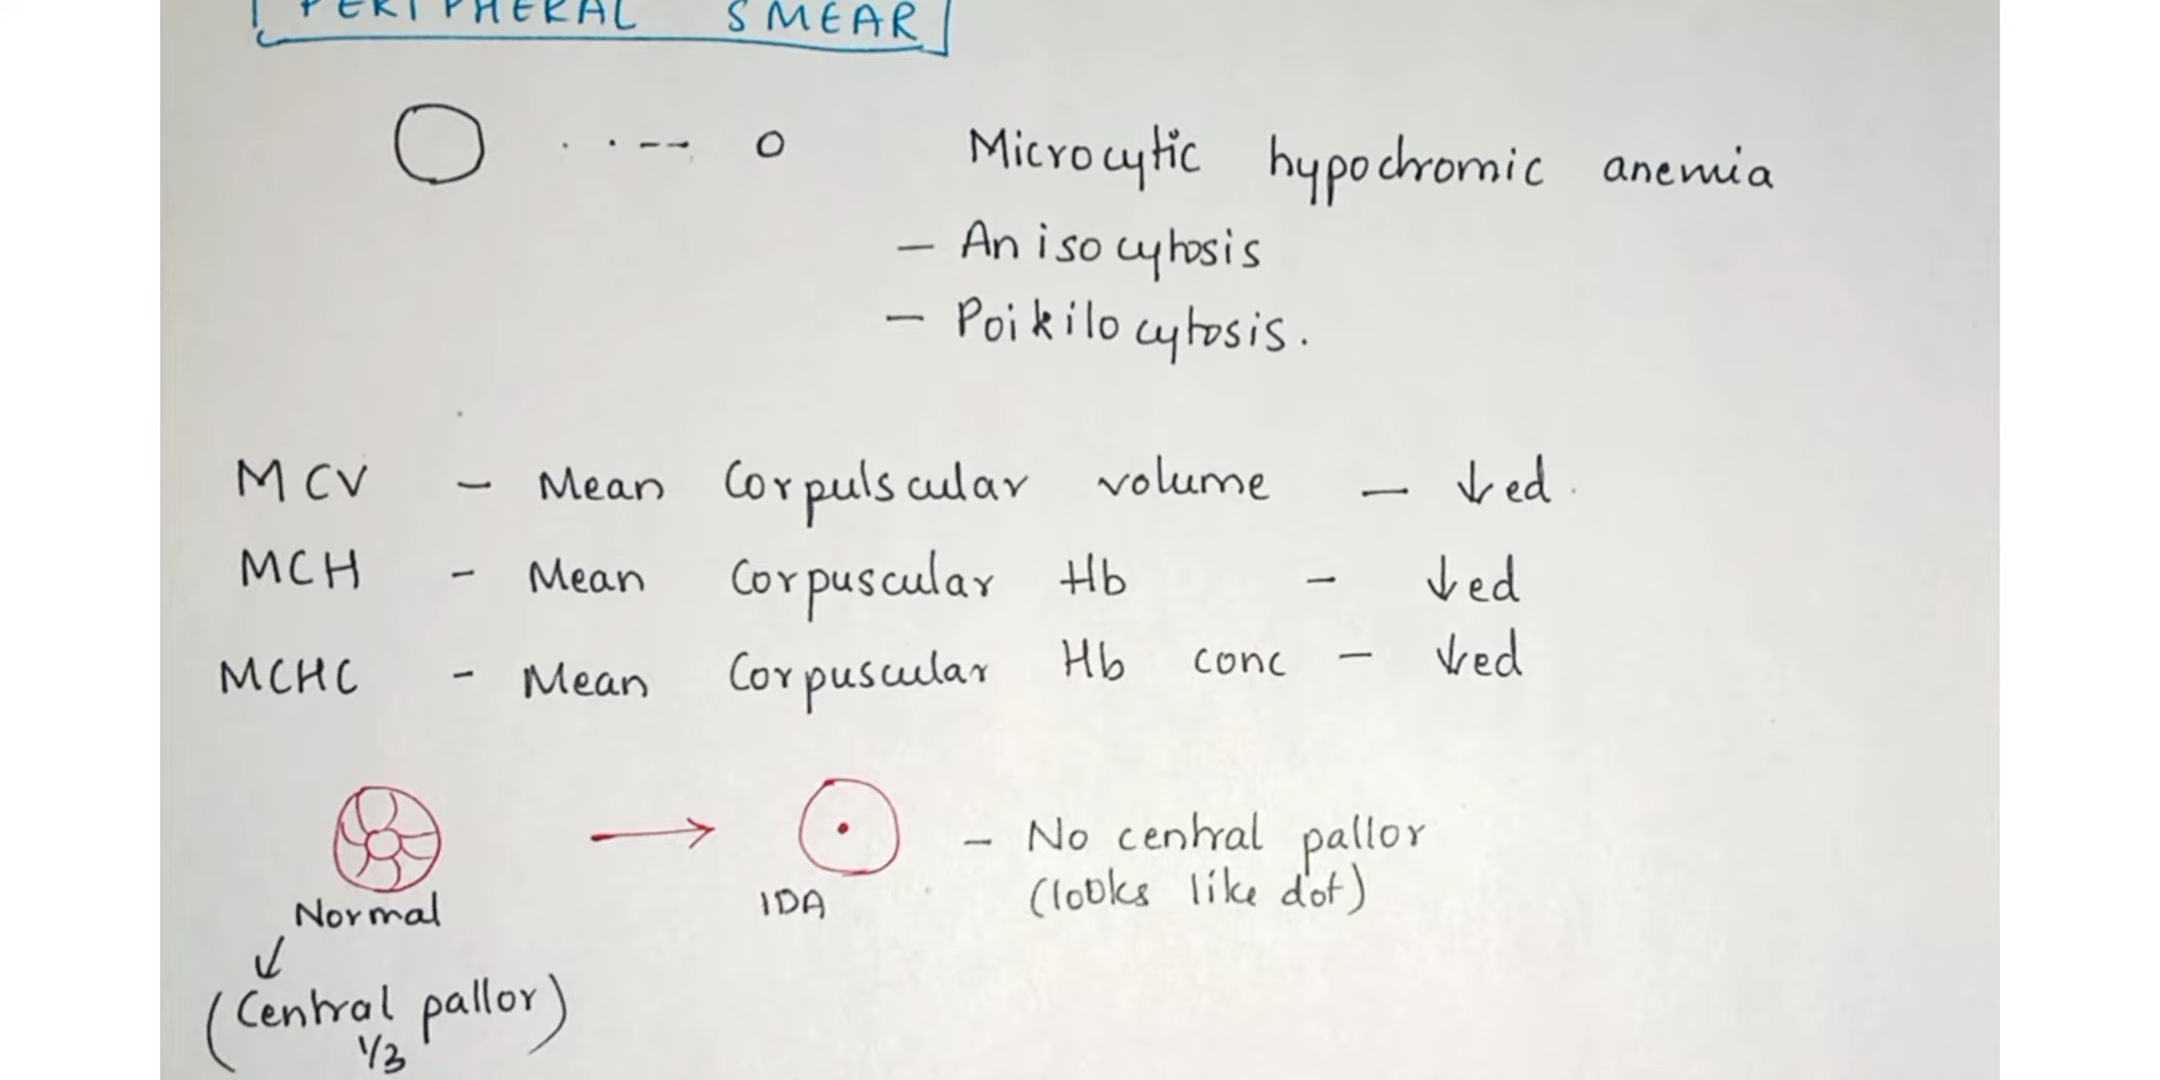 PERIPHERAL SMEAR
Microcytic hypochromic anemia
- Anisocytosis
- Poikilocytosis.
MCV - Mean Corpulscular volume - ↓ed.
MCH - Mean Corpuscular Hb - ↓ed
MCHC - Mean Corpuscular Hb conc - ↓ed
- No central pallor
(looks like dot)
Normal
IDA
(Central pallor)
1/3